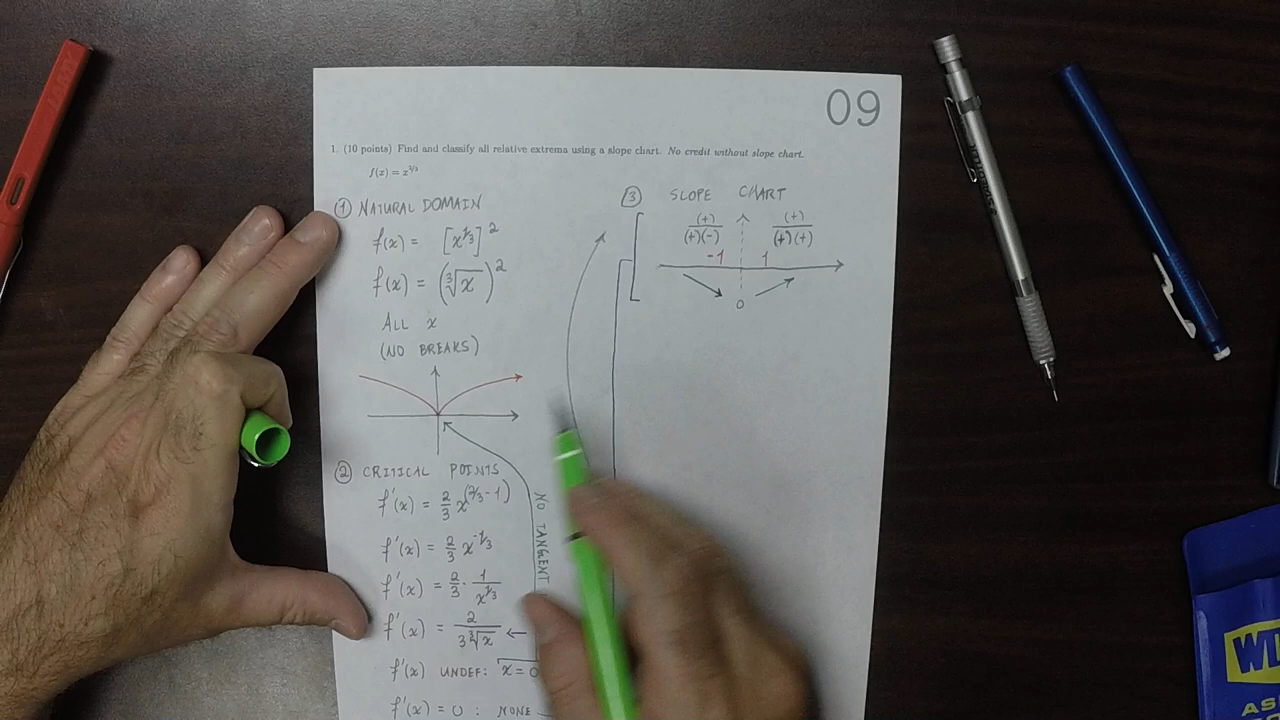 09
1. (10 points) Find and classify all relative extrema using a slope chart. No credit without slope chart.
f(x) = x^{2/3}
① NATURAL DOMAIN
f(x) = [x^{1/3}]^2
f(x) = (∛x)^2
ALL x
(NO BREAKS)
② CRITICAL POINTS
f'(x) = 2/3 x^{(2/3 - 1)}
f'(x) = 2/3 x^{-1/3}
f'(x) = 2/3 · 1/x^{1/3}
f'(x) = 2/(3∛x) ←
f'(x) UNDEF: x = 0
f'(x) = 0 : NONE
NO TANGENT
③ SLOPE CHART
(+)/(+)(-) (+)/(+)(+)
-1 1
0
WD
AS